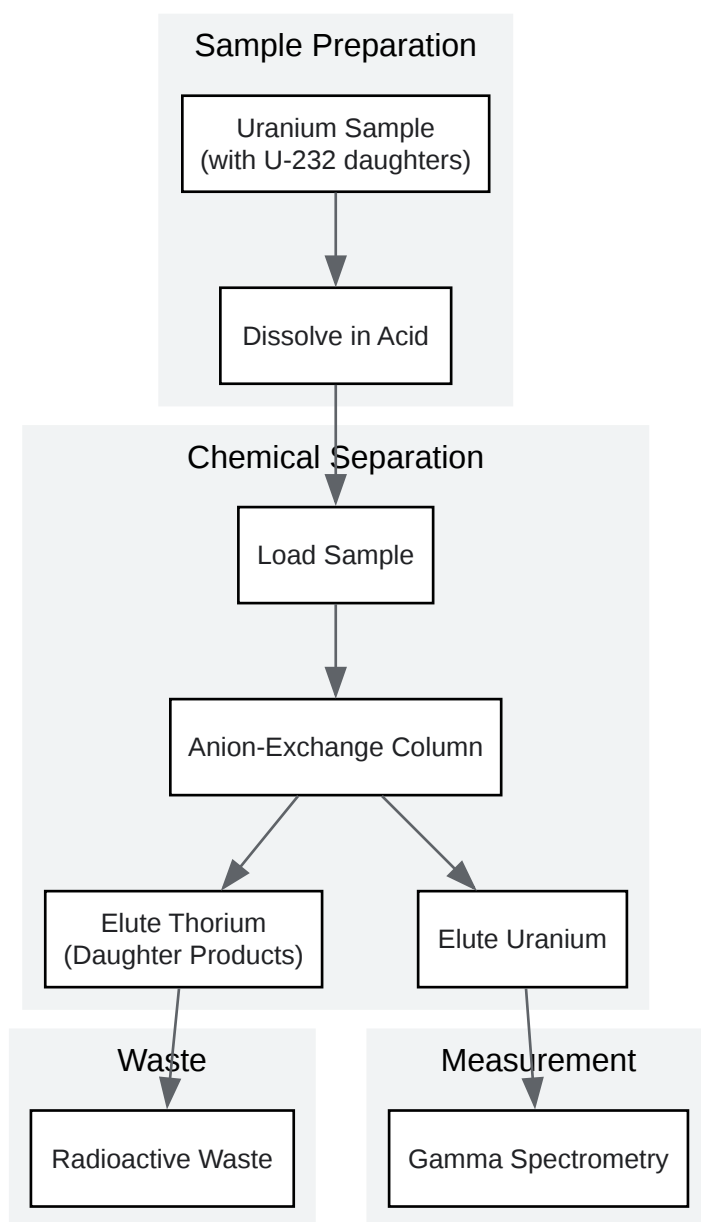 Sample Preparation
Uranium Sample
(with U-232 daughters)
Dissolve in Acid
Chemical Separation
Load Sample
Anion-Exchange Column
Elute Thorium
(Daughter Products)
Elute Uranium
Waste
Measurement
Radioactive Waste
Gamma Spectrometry